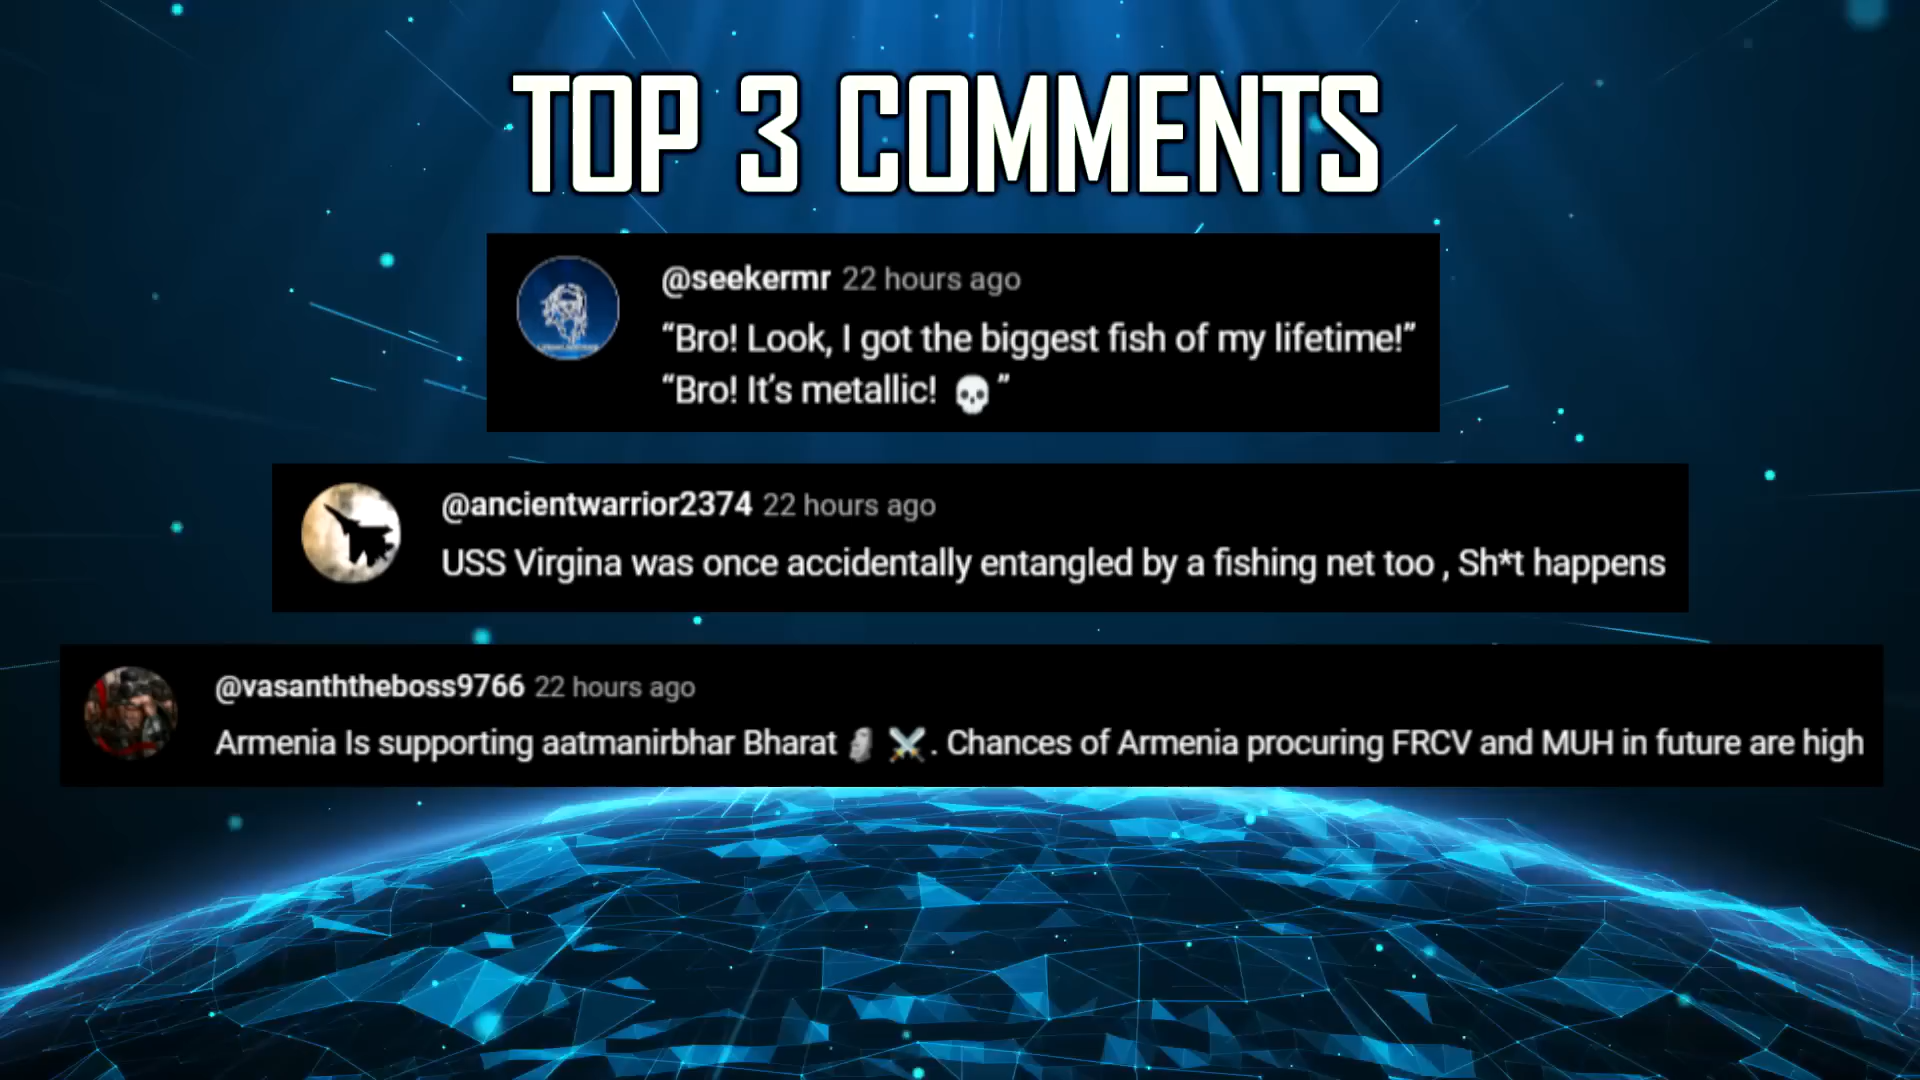 TOP 3 COMMENTS
@seekermr 22 hours ago
“Bro! Look, I got the biggest fish of my lifetime!”
“Bro! It’s metallic! 💀”
@ancientwarrior2374 22 hours ago
USS Virgina was once accidentally entangled by a fishing net too , Sh*t happens
@vasanththeboss9766 22 hours ago
Armenia Is supporting aatmanirbhar Bharat 🗿 ⚔️. Chances of Armenia procuring FRCV and MUH in future are high